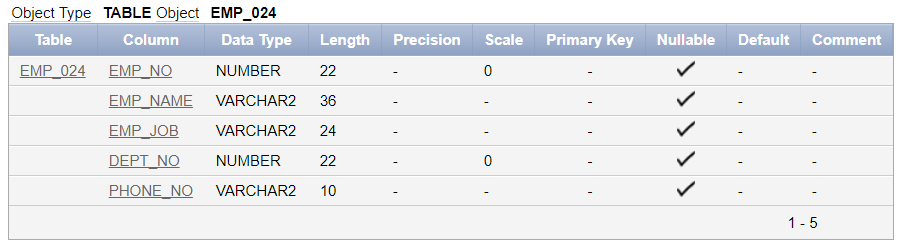 Object Type TABLE Object EMP_024
Table Column Data Type Length Precision Scale Primary Key Nullable Default Comment
EMP_024 EMP_NO NUMBER 22 - 0 - ✓ - -
EMP_NAME VARCHAR2 36 - - - ✓ - -
EMP_JOB VARCHAR2 24 - - - ✓ - -
DEPT_NO NUMBER 22 - 0 - ✓ - -
PHONE_NO VARCHAR2 10 - - - ✓ - -
1 - 5